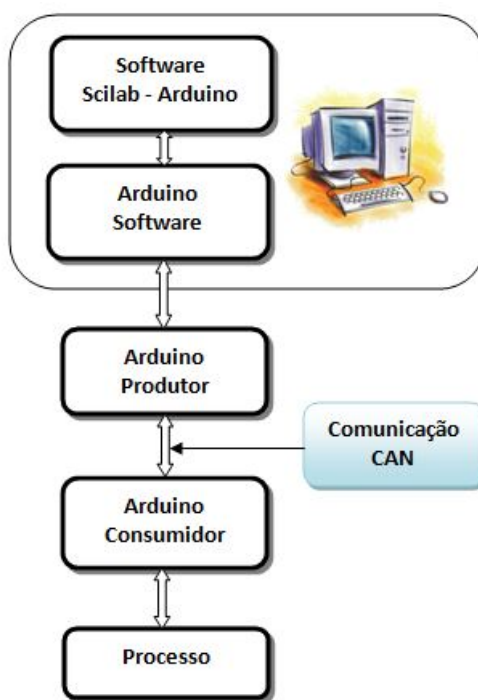 Software
Scilab - Arduino
Arduino
Software
Arduino
Produtor
Comunicação
CAN
Arduino
Consumidor
Processo